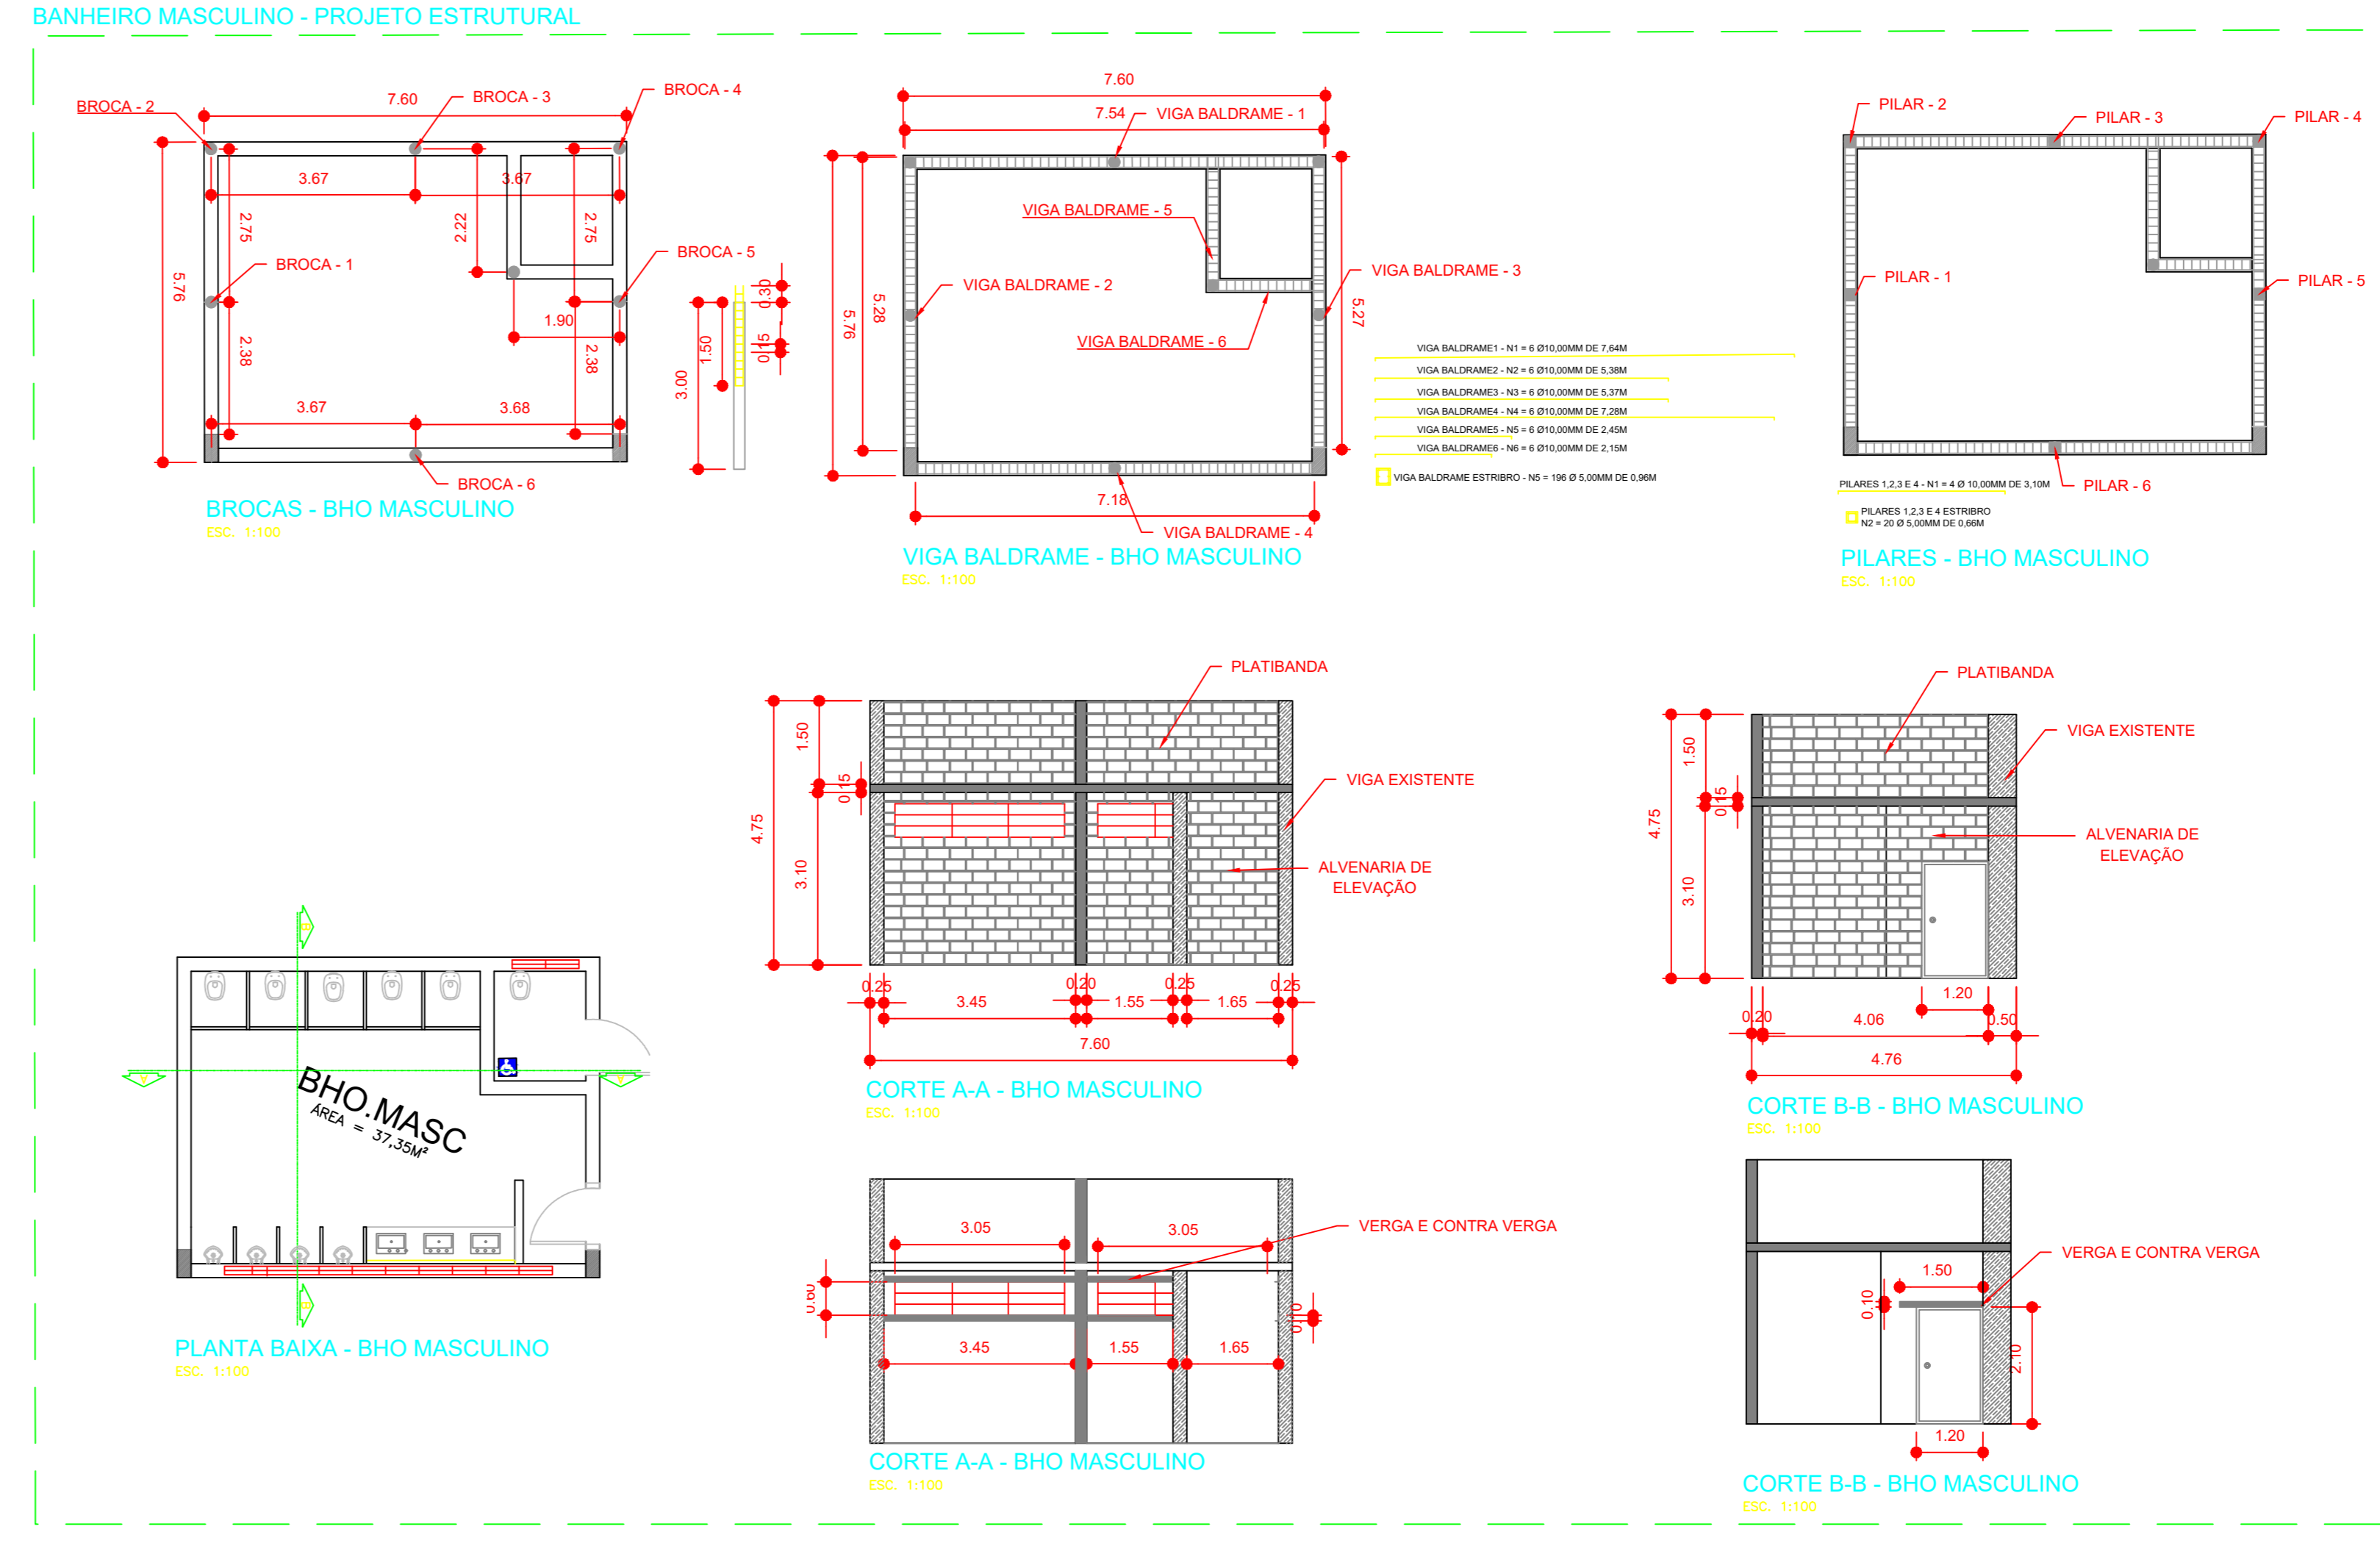 BANHEIRO MASCULINO - PROJETO ESTRUTURAL
BROCA - 2
7.60
BROCA - 3
BROCA - 4
3.67
3.67
2.75
2.22
2.75
BROCA - 1
BROCA - 5
5.76
1.90
2.38
2.38
3.67
3.68
BROCA - 6
0.30
1.50
0.15
3.00
BROCAS - BHO MASCULINO
ESC. 1:100
7.60
7.54
VIGA BALDRAME - 1
VIGA BALDRAME - 5
VIGA BALDRAME - 2
VIGA BALDRAME - 3
5.76
5.28
5.27
VIGA BALDRAME - 6
7.18
VIGA BALDRAME - 4
VIGA BALDRAME1 - N1 = 6 Ø10,00MM DE 7,64M
VIGA BALDRAME2 - N2 = 6 Ø10,00MM DE 5,38M
VIGA BALDRAME3 - N3 = 6 Ø10,00MM DE 5,37M
VIGA BALDRAME4 - N4 = 6 Ø10,00MM DE 7,28M
VIGA BALDRAME5 - N5 = 6 Ø10,00MM DE 2,45M
VIGA BALDRAME6 - N6 = 6 Ø10,00MM DE 2,15M
VIGA BALDRAME ESTRIBRO - N5 = 196 Ø 5,00MM DE 0,96M
VIGA BALDRAME - BHO MASCULINO
ESC. 1:100
PILAR - 2
PILAR - 3
PILAR - 4
PILAR - 1
PILAR - 5
PILARES 1,2,3 E 4 - N1 = 4 Ø 10,00MM DE 3,10M
PILAR - 6
PILARES 1,2,3 E 4 ESTRIBRO
N2 = 20 Ø 5,00MM DE 0,66M
PILARES - BHO MASCULINO
ESC. 1:100
B
A
A
BHO.MASC
ÁREA = 37,35M²
B
PLANTA BAIXA - BHO MASCULINO
ESC. 1:100
PLATIBANDA
1.50
0.15
VIGA EXISTENTE
4.75
3.10
ALVENARIA DE
ELEVAÇÃO
0.25
3.45
0.20
1.55
0.25
1.65
0.25
7.60
CORTE A-A - BHO MASCULINO
ESC. 1:100
PLATIBANDA
VIGA EXISTENTE
1.50
0.15
4.75
ALVENARIA DE
ELEVAÇÃO
3.10
1.20
0.20
4.06
0.50
4.76
CORTE B-B - BHO MASCULINO
ESC. 1:100
3.05
3.05
VERGA E CONTRA VERGA
0.60
0.10
3.45
1.55
1.65
CORTE A-A - BHO MASCULINO
ESC. 1:100
VERGA E CONTRA VERGA
1.50
0.10
2.10
1.20
CORTE B-B - BHO MASCULINO
ESC. 1:100